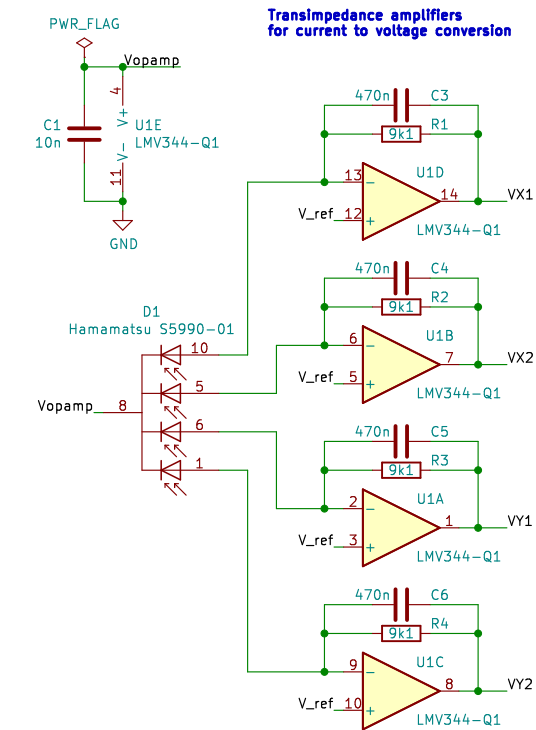 Transimpedance amplifiers
for current to voltage conversion
PWR_FLAG
Vopamp
4
V+
C1
10n
U1E
LMV344-Q1
V-
11
GND
470n
C3
9k1
R1
U1D
13
14
VX1
V_ref
12
LMV344-Q1
470n
C4
9k1
R2
U1B
6
7
VX2
V_ref
5
LMV344-Q1
D1
Hamamatsu S5990-01
10
5
Vopamp
8
6
1
470n
C5
9k1
R3
U1A
2
1
VY1
V_ref
3
LMV344-Q1
470n
C6
9k1
R4
U1C
9
8
VY2
V_ref
10
LMV344-Q1